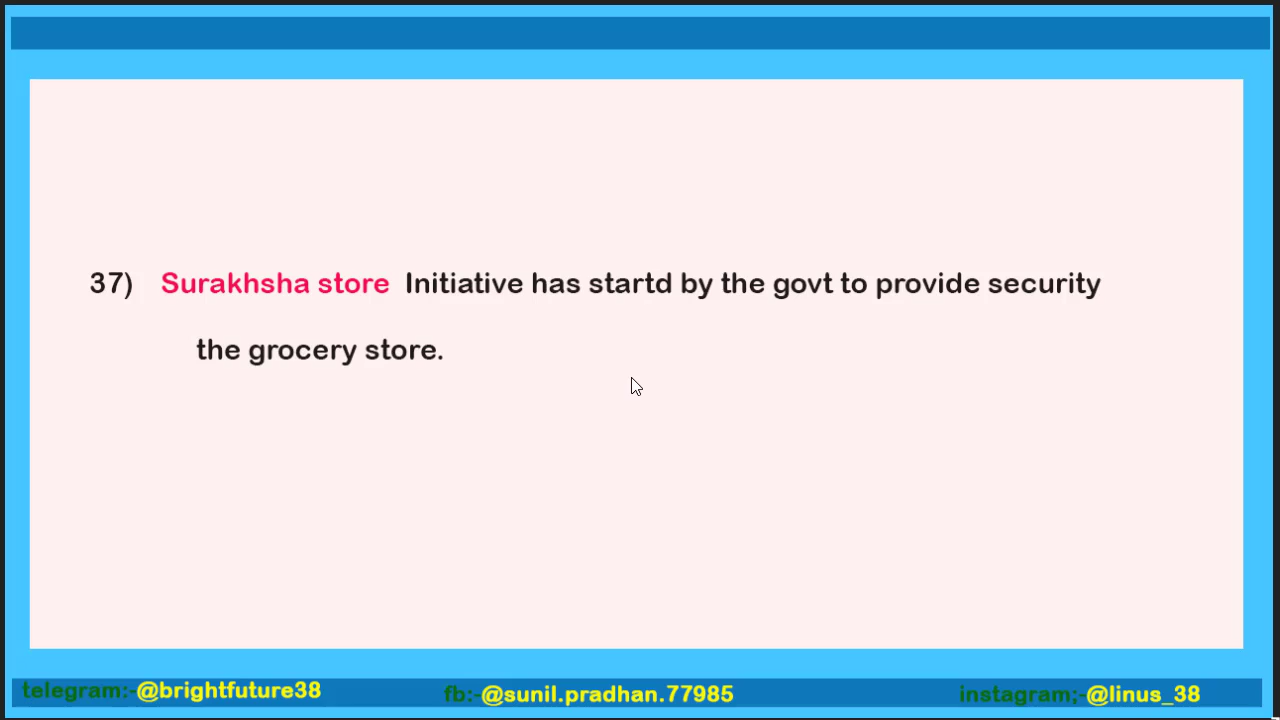 37) Surakhsha store Initiative has startd by the govt to provide security
the grocery store.
telegram:-@brightfuture38 fb:-@sunil.pradhan.77985 instagram;-@linus_38